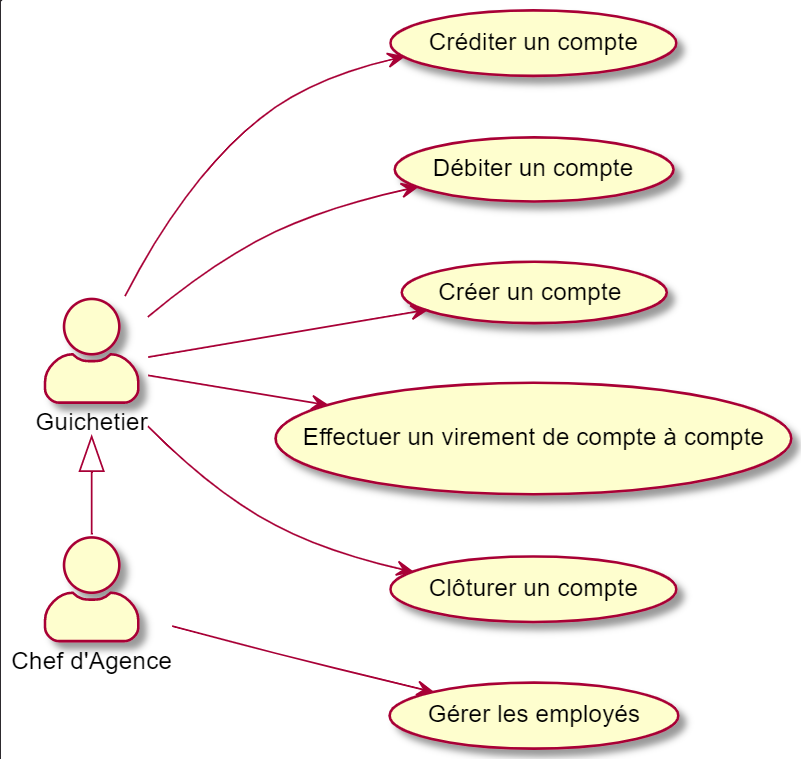 Créditer un compte
Débiter un compte
Créer un compte
Guichetier
Effectuer un virement de compte à compte
Clôturer un compte
Chef d'Agence
Gérer les employés